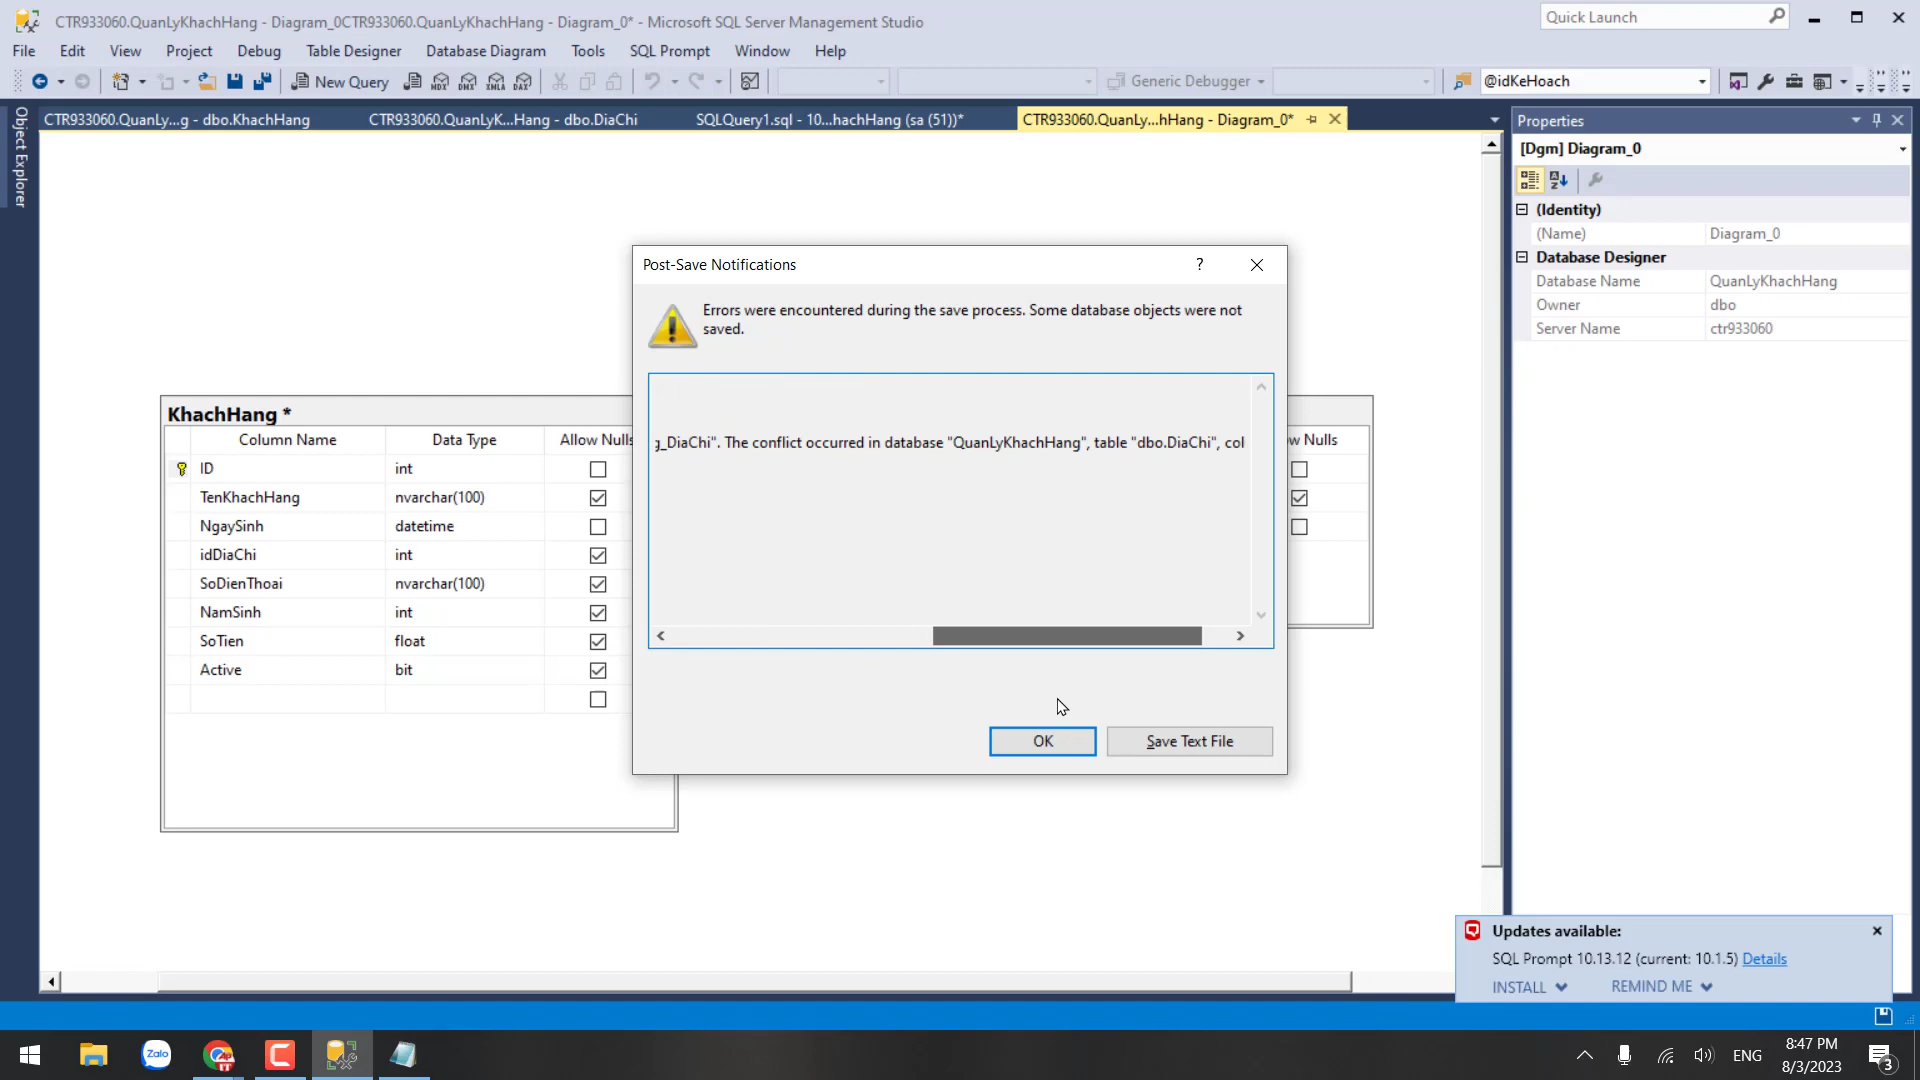 CTR933060.QuanLyKhachHang - Diagram_0CTR933060.QuanLyKhachHang - Diagram_0* - Microsoft SQL Server Management Studio
Quick Launch
File Edit View Project Debug Table Designer Database Diagram Tools SQL Prompt Window Help
New Query MDX DMX XMLA DAX Generic Debugger @idKeHoach
Object Explorer
CTR933060.QuanLy...g - dbo.KhachHang
CTR933060.QuanLyK...Hang - dbo.DiaChi
SQLQuery1.sql - 10...hachHang (sa (51))*
CTR933060.QuanLy...hHang - Diagram_0*
Properties
[Dgm] Diagram_0
(Identity)
(Name) Diagram_0
Database Designer
Database Name QuanLyKhachHang
Owner dbo
Server Name ctr933060
Post-Save Notifications
?
Errors were encountered during the save process. Some database objects were not
saved.
g_DiaChi". The conflict occurred in database "QuanLyKhachHang", table "dbo.DiaChi", col
OK
Save Text File
KhachHang *
Column Name Data Type Allow Nulls
ID int
TenKhachHang nvarchar(100)
NgaySinh datetime
idDiaChi int
SoDienThoai nvarchar(100)
NamSinh int
SoTien float
Active bit
w Nulls
Updates available:
SQL Prompt 10.13.12 (current: 10.1.5) Details
INSTALL REMIND ME
Zalo
ENG
8:47 PM
8/3/2023
3